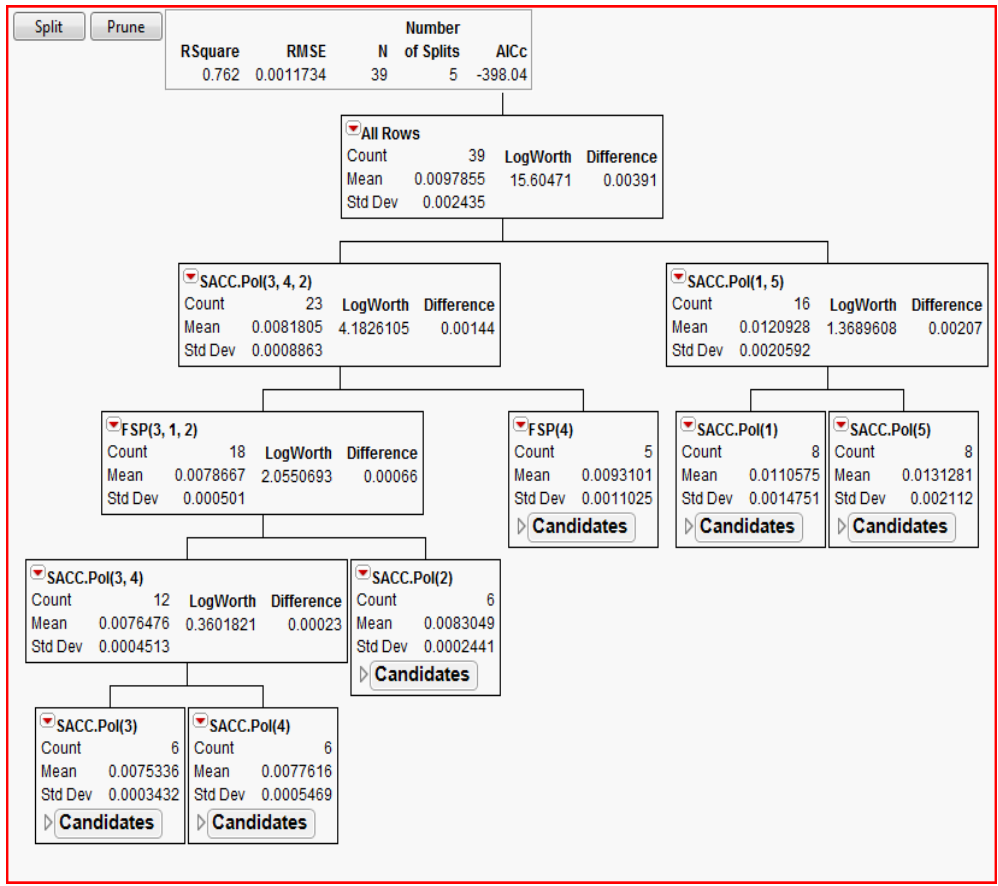 Split Prune
Number
RSquare RMSE N of Splits AICc
0.762 0.0011734 39 5 -398.04
All Rows
Count 39 LogWorth Difference
Mean 0.0097855 15.60471 0.00391
Std Dev 0.002435
SACC.Pol(3, 4, 2)
Count 23 LogWorth Difference
Mean 0.0081805 4.1826105 0.00144
Std Dev 0.0008863
SACC.Pol(1, 5)
Count 16 LogWorth Difference
Mean 0.0120928 1.3689608 0.00207
Std Dev 0.0020592
FSP(3, 1, 2)
Count 18 LogWorth Difference
Mean 0.0078667 2.0550693 0.00066
Std Dev 0.000501
FSP(4)
Count 5
Mean 0.0093101
Std Dev 0.0011025
Candidates
SACC.Pol(1)
Count 8
Mean 0.0110575
Std Dev 0.0014751
Candidates
SACC.Pol(5)
Count 8
Mean 0.0131281
Std Dev 0.002112
Candidates
SACC.Pol(3, 4)
Count 12 LogWorth Difference
Mean 0.0076476 0.3601821 0.00023
Std Dev 0.0004513
SACC.Pol(2)
Count 6
Mean 0.0083049
Std Dev 0.0002441
Candidates
SACC.Pol(3)
Count 6
Mean 0.0075336
Std Dev 0.0003432
Candidates
SACC.Pol(4)
Count 6
Mean 0.0077616
Std Dev 0.0005469
Candidates